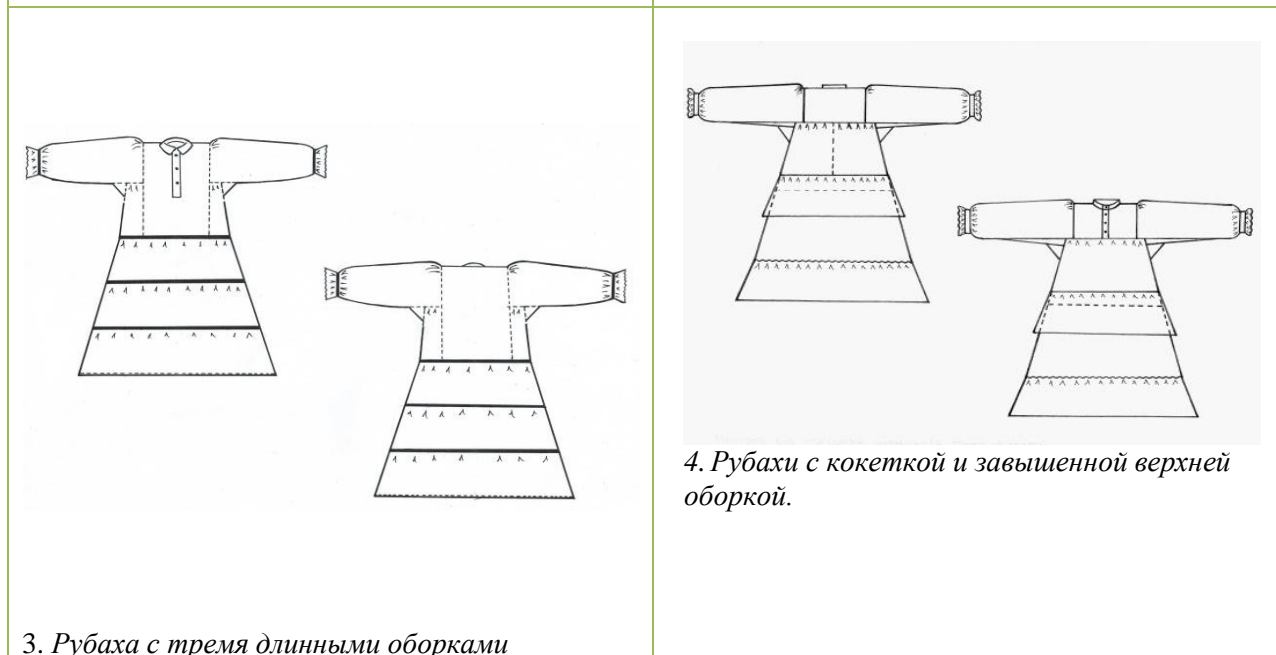 4. Рубахи с кокеткой и завышенной верхней
оборкой.
3. Рубаха с тремя длинными оборками